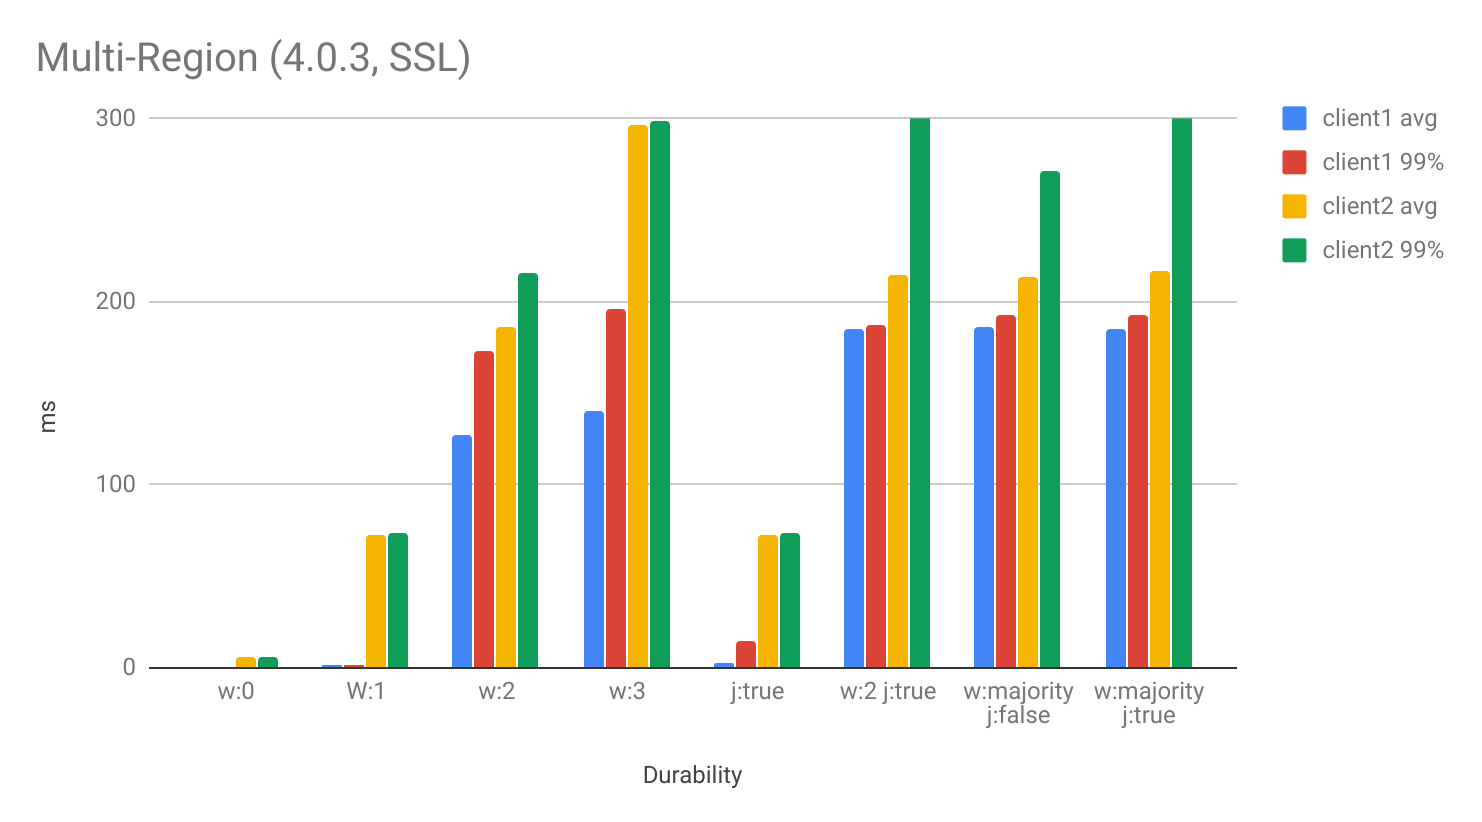 Multi-Region (4.0.3, SSL)
300
200
100
0
ms
w:0
W:1
w:2
w:3
j:true
w:2 j:true
w:majority
j:false
w:majority
j:true
Durability
client1 avg
client1 99%
client2 avg
client2 99%